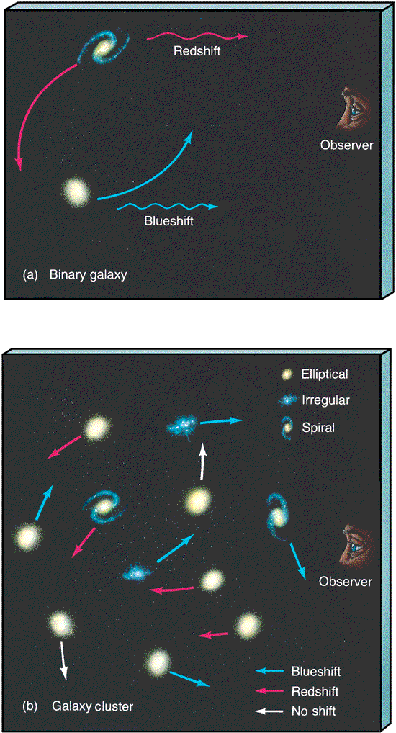 Redshift
Observer
Blueshift
(a) Binary galaxy
Elliptical
Irregular
Spiral
Observer
Blueshift
Redshift
(b) Galaxy cluster
No shift